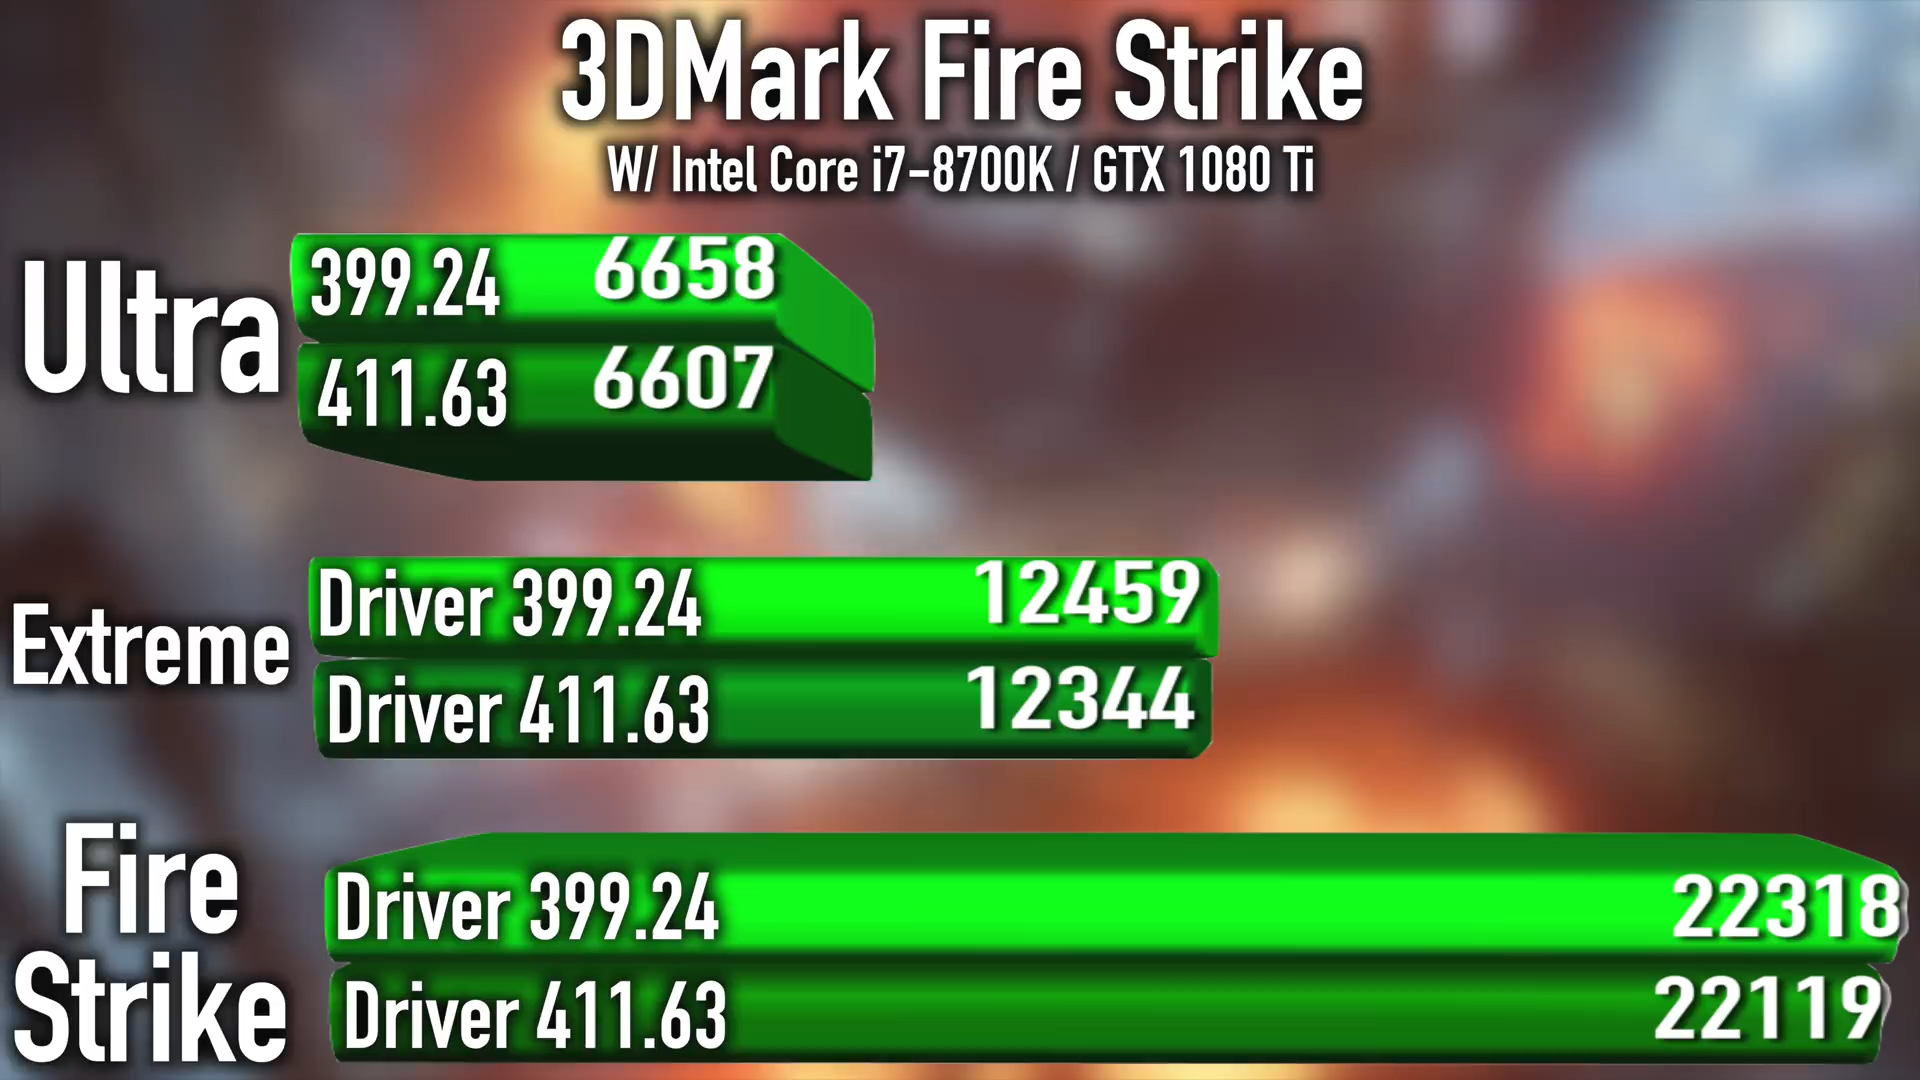 3DMark Fire Strike
W/ Intel Core i7-8700K / GTX 1080 Ti
Ultra
399.24 6658
411.63 6607
Extreme
Driver 399.24 12459
Driver 411.63 12344
Fire
Strike
Driver 399.24 22318
Driver 411.63 22119